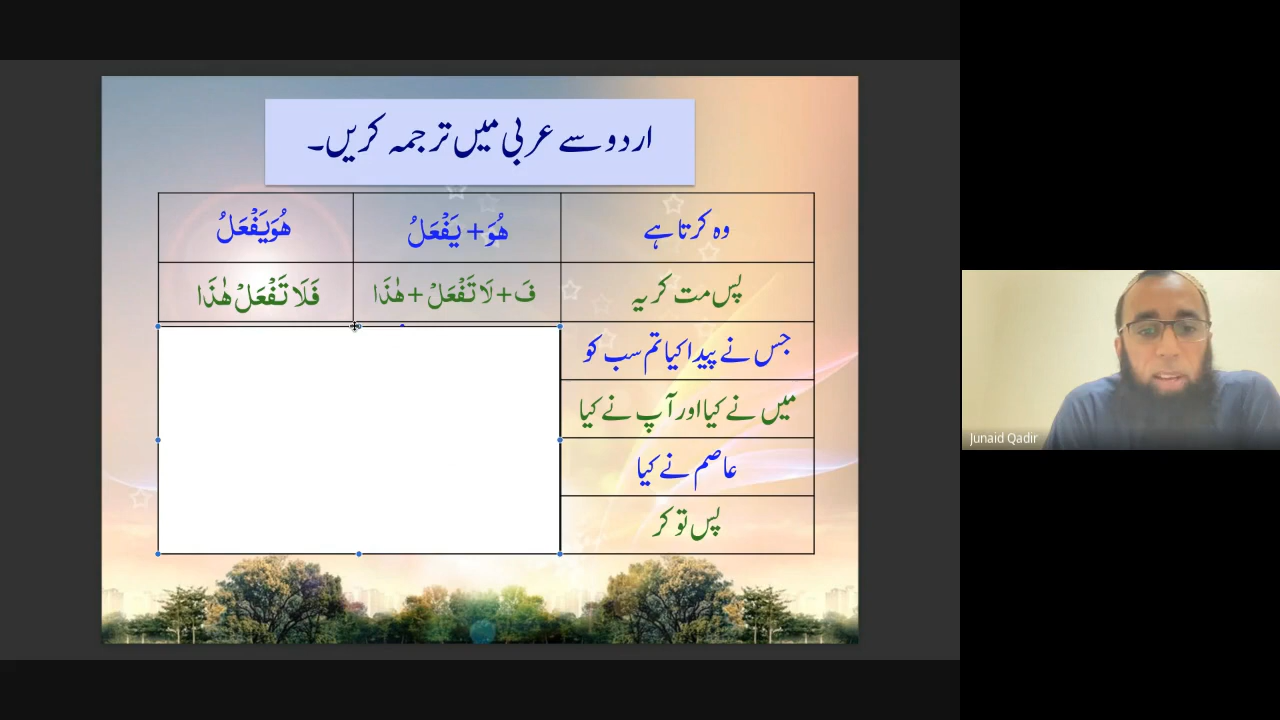 اردو سے عربی میں ترجمہ کریں۔
وہ کرتا ہے
هُوَ + يَفْعَلُ
هُوَيَفْعَلُ
پس مت کر یہ
فَ + لَا تَفْعَلْ + هٰذَا
فَلَا تَفْعَلْ هٰذَا
جس نے پیدا کیا تم سب کو
میں نے کیا اور آپ نے کیا
عاصم نے کیا
پس تو کر
Junaid Qadir